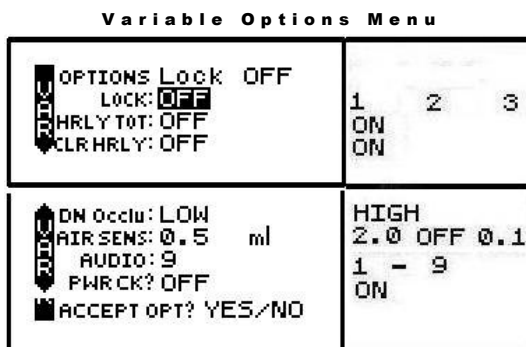 Variable Options Menu
OPTIONS Lock OFF
LOCK: OFF 1 2 3
HRLY TOT: OFF ON
CLR HRLY: OFF ON
VAR
DN Occlu: LOW HIGH
AIR SENS: 0.5 ml 2.0 OFF 0.1
AUDIO: 9 1 - 9
PWR CK? OFF ON
ACCEPT OPT? YES/NO
VAR